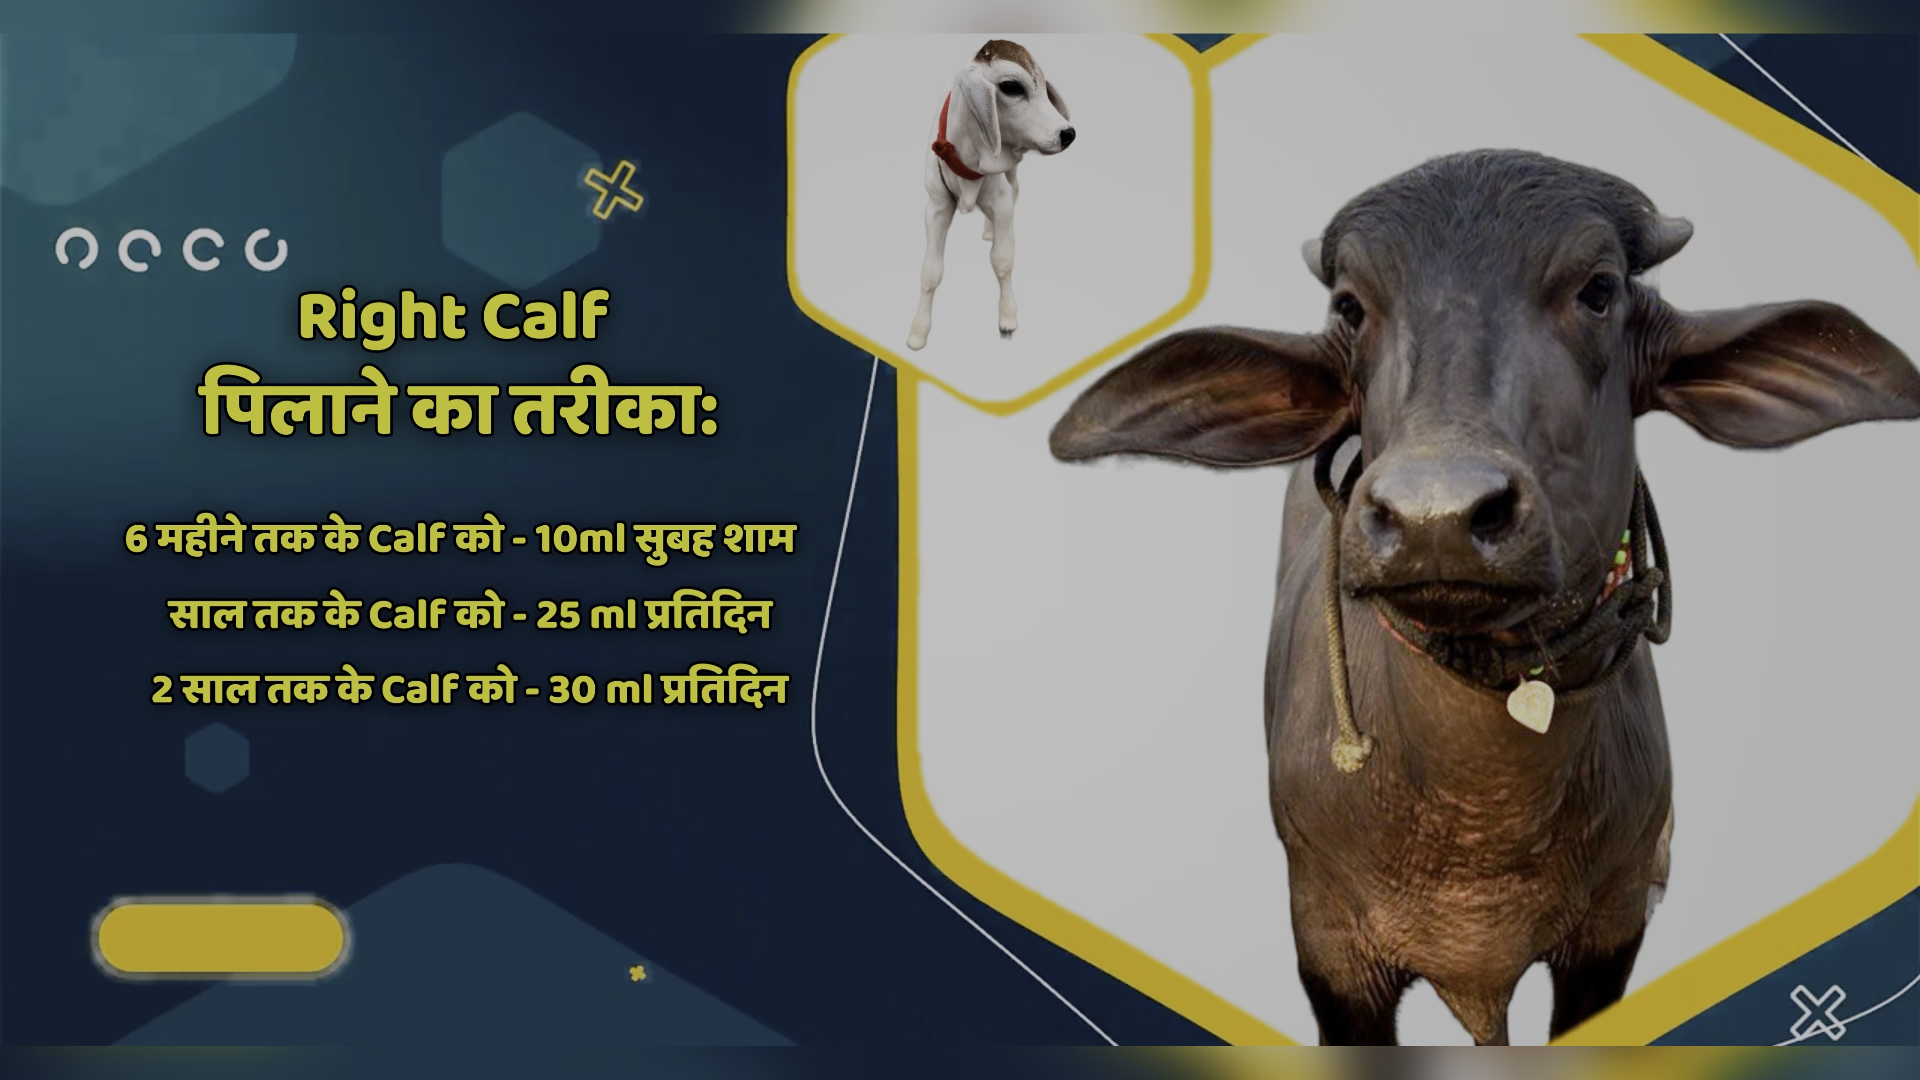 Right Calf
पिलाने का तरीका:
6 महीने तक के Calf को - 10ml सुबह शाम
साल तक के Calf को - 25 ml प्रतिदिन
2 साल तक के Calf को - 30 ml प्रतिदिन